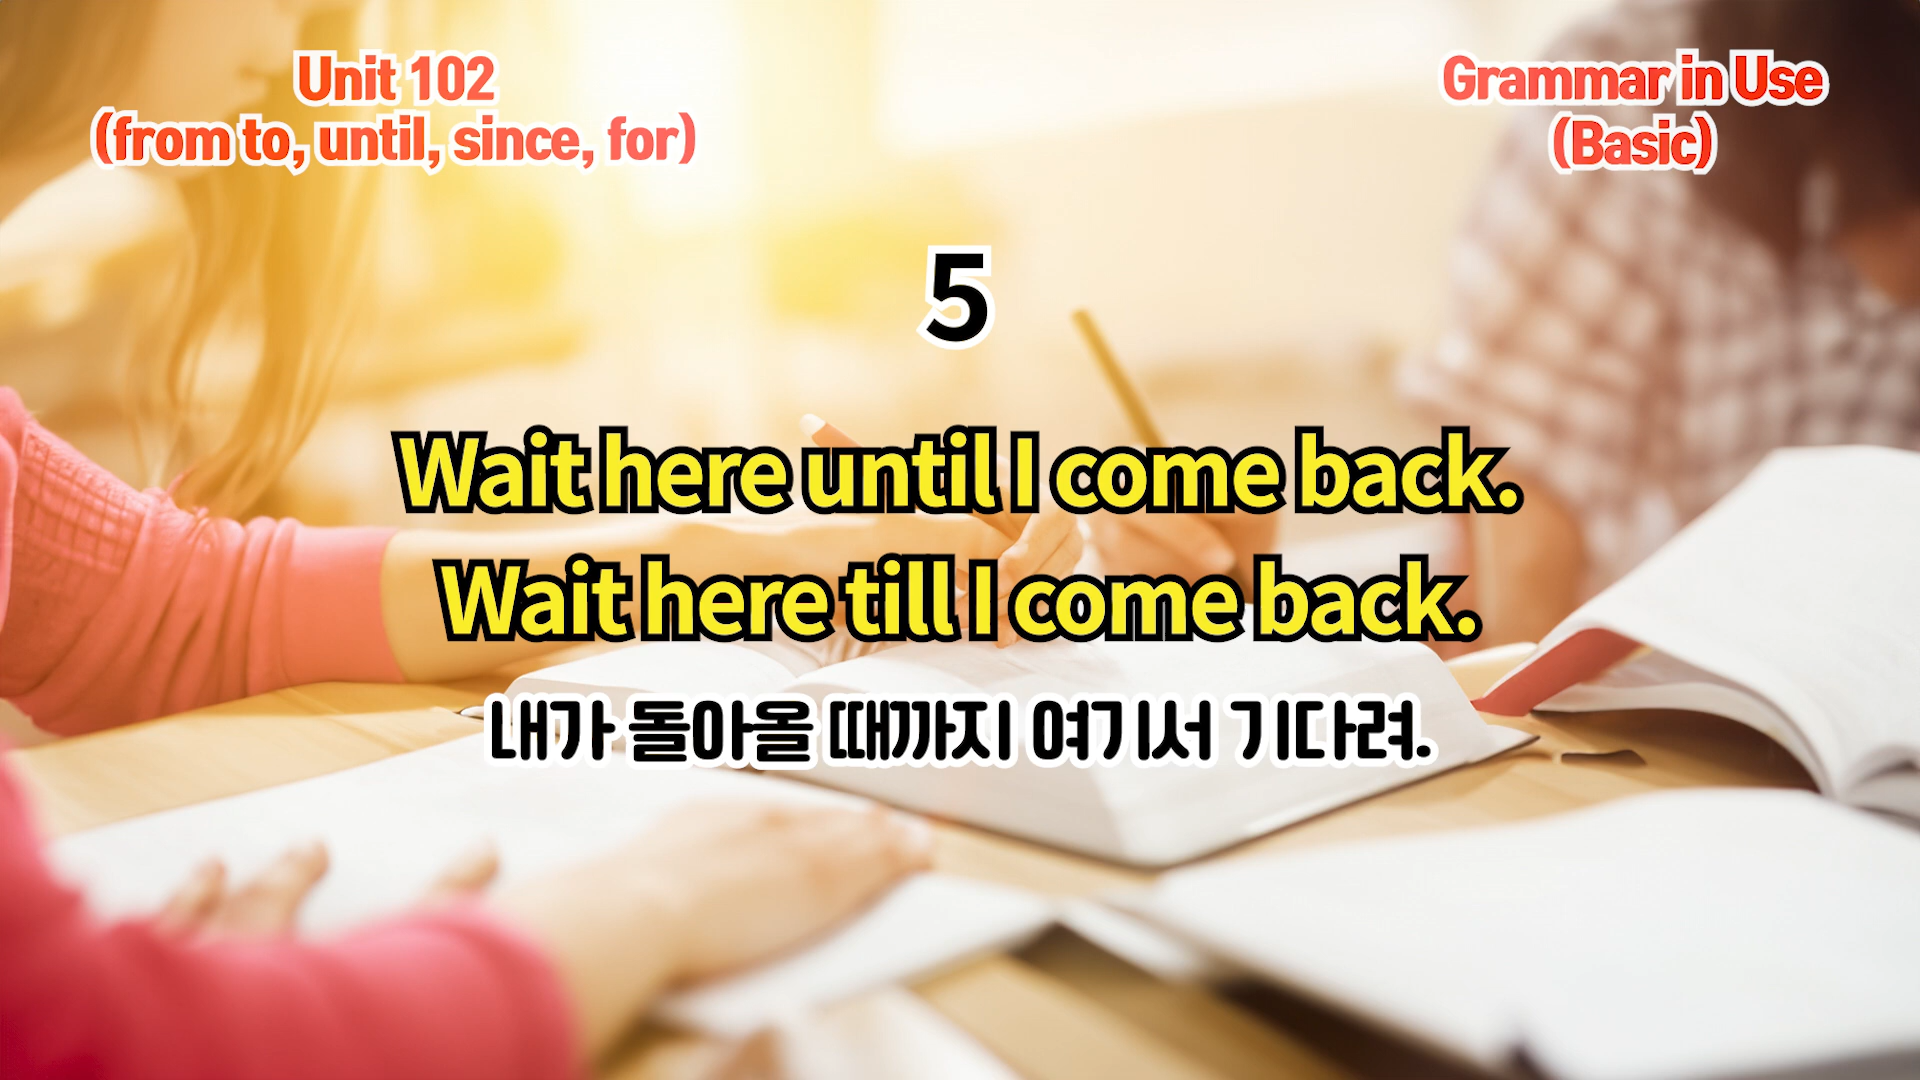 Unit 102
(from to, until, since, for)
Grammar in Use
(Basic)
5
Wait here until I come back.
Wait here till I come back.
내가 돌아올 때까지 여기서 기다려.